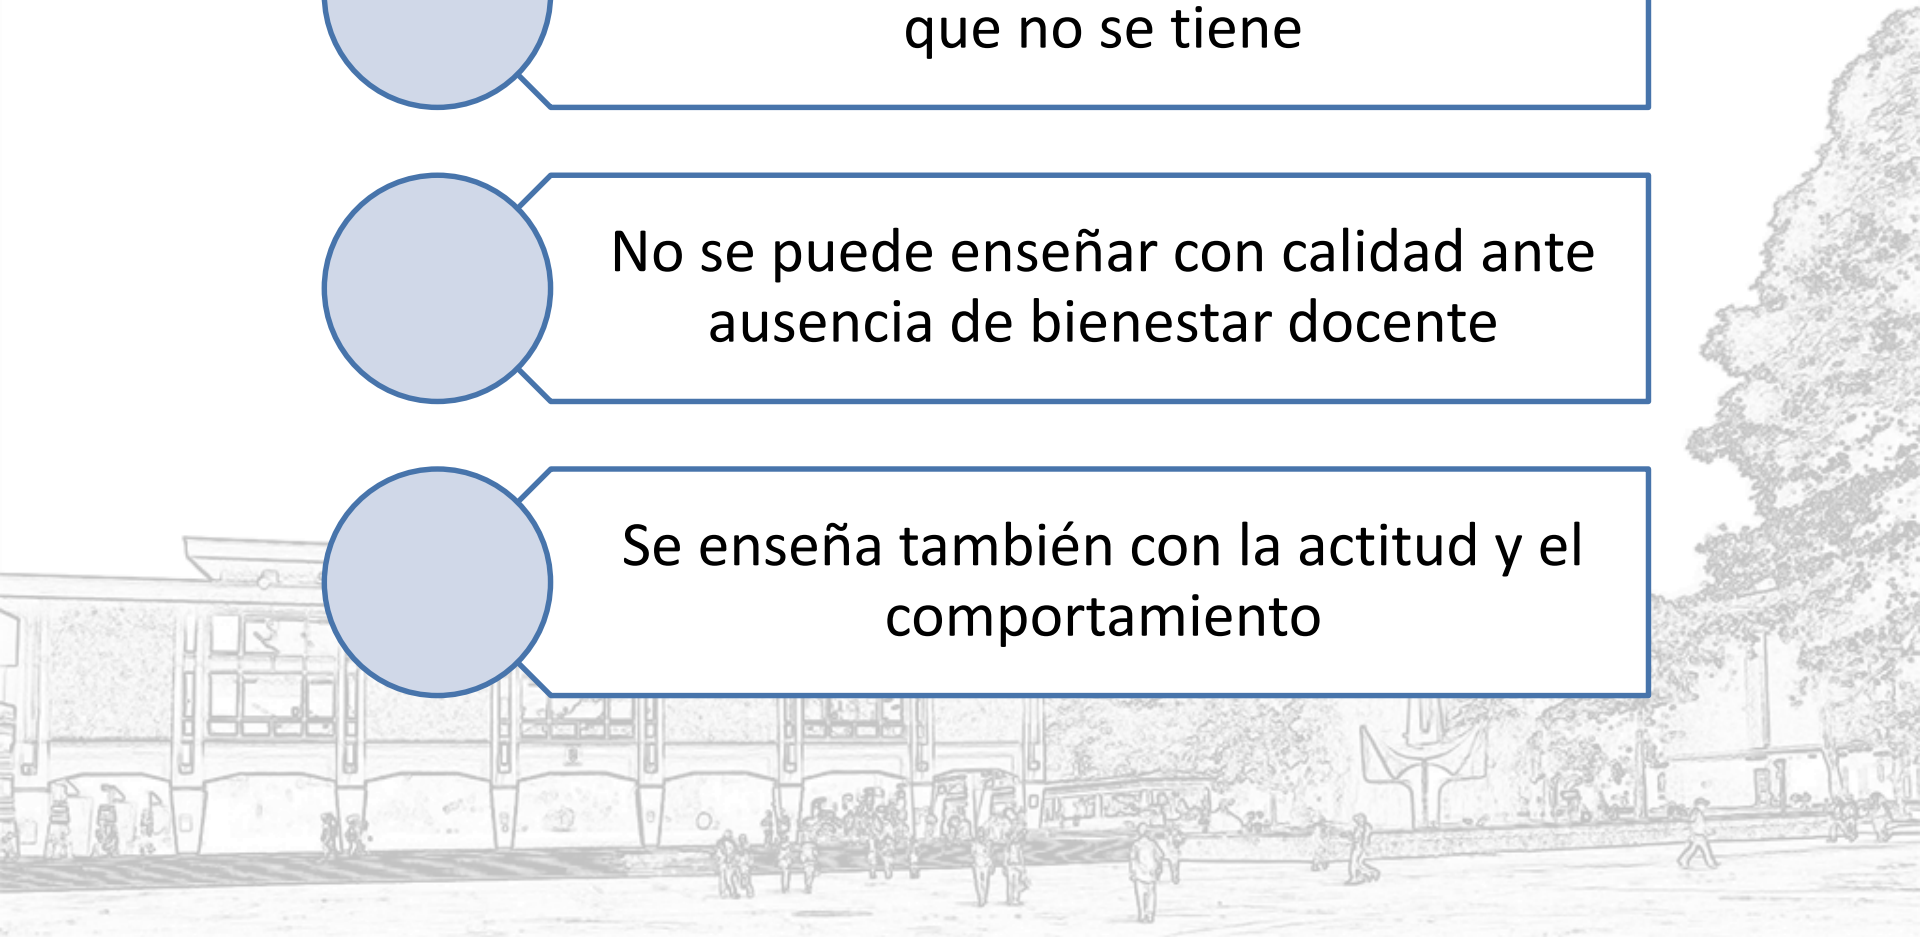 que no se tiene
No se puede enseñar con calidad ante
ausencia de bienestar docente
Se enseña también con la actitud y el
comportamiento